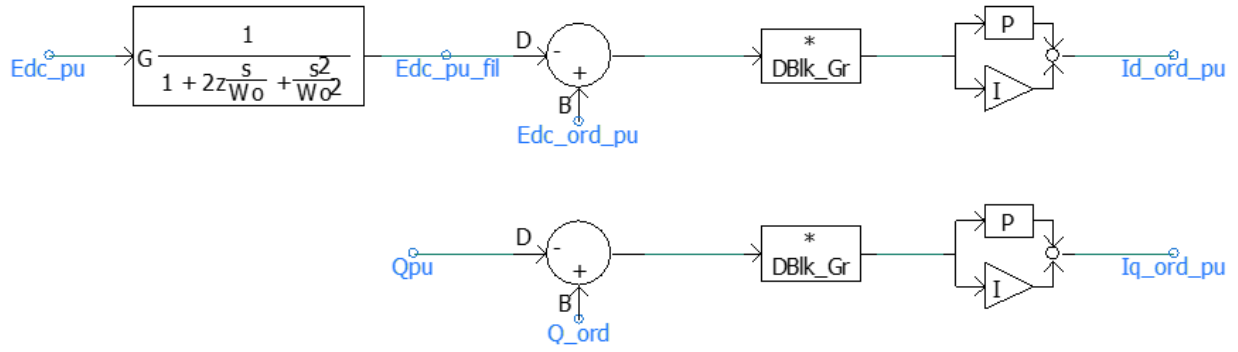 Edc_pu
G
1
1 + 2z s/Wo + s2/Wo2
Edc_pu_fil
D
-
+
B
Edc_ord_pu
*
DBlk_Gr
P
I
Id_ord_pu
Qpu
D
-
+
B
Q_ord
*
DBlk_Gr
P
I
Iq_ord_pu